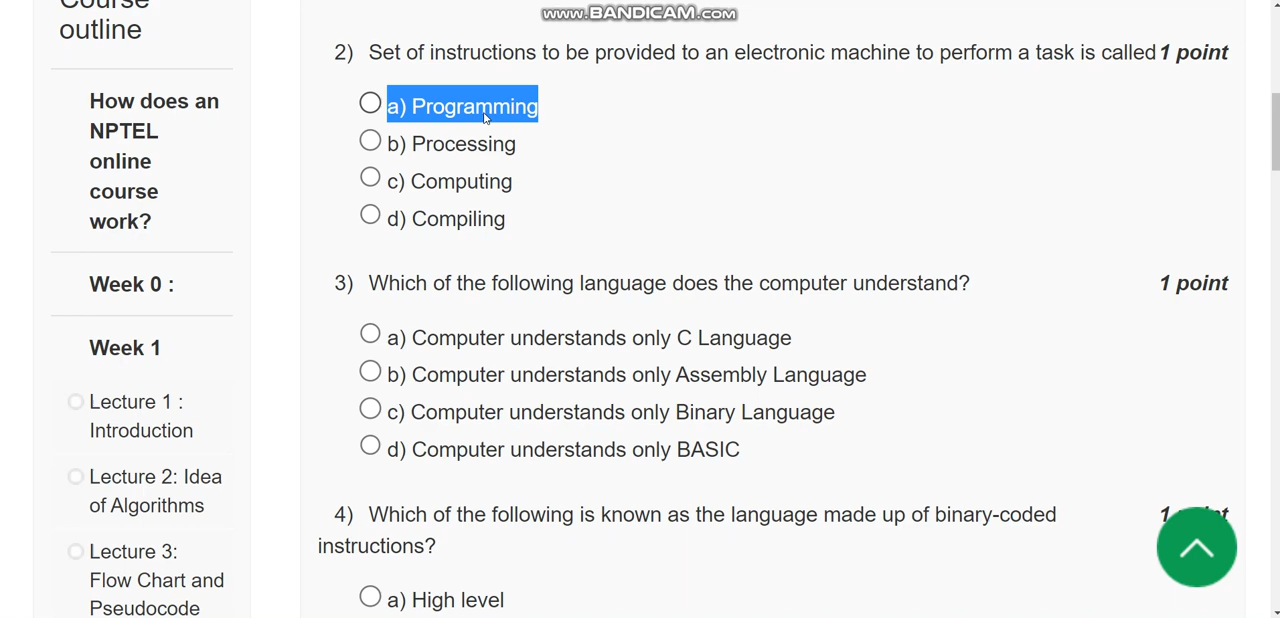 www.BANDICAM.com
Course
outline
How does an
NPTEL
online
course
work?
Week 0 :
Week 1
Lecture 1 :
Introduction
Lecture 2: Idea
of Algorithms
Lecture 3:
Flow Chart and
Pseudocode
2) Set of instructions to be provided to an electronic machine to perform a task is called 1 point
a) Programming
b) Processing
c) Computing
d) Compiling
3) Which of the following language does the computer understand? 1 point
a) Computer understands only C Language
b) Computer understands only Assembly Language
c) Computer understands only Binary Language
d) Computer understands only BASIC
4) Which of the following is known as the language made up of binary-coded 1 point
instructions?
a) High level